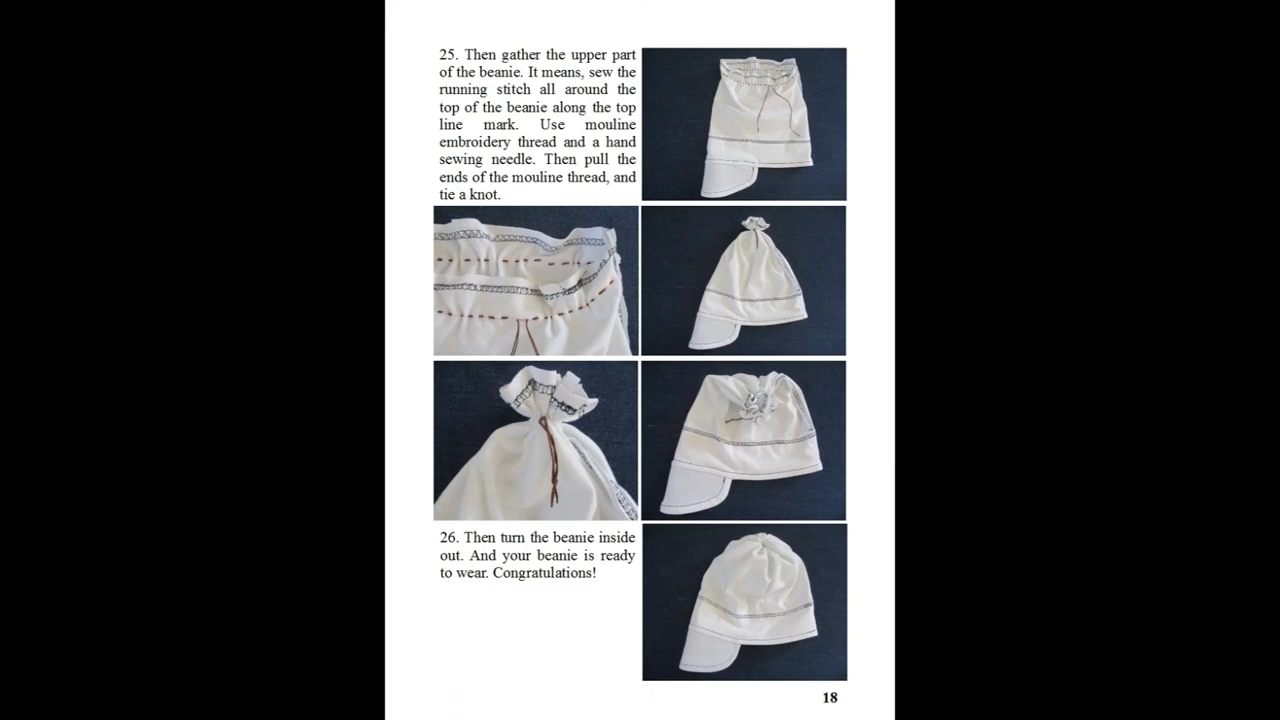 25. Then gather the upper part
of the beanie. It means, sew the
running stitch all around the
top of the beanie along the top
line mark. Use mouline
embroidery thread and a hand
sewing needle. Then pull the
ends of the mouline thread, and
tie a knot.
26. Then turn the beanie inside
out. And your beanie is ready
to wear. Congratulations!
18